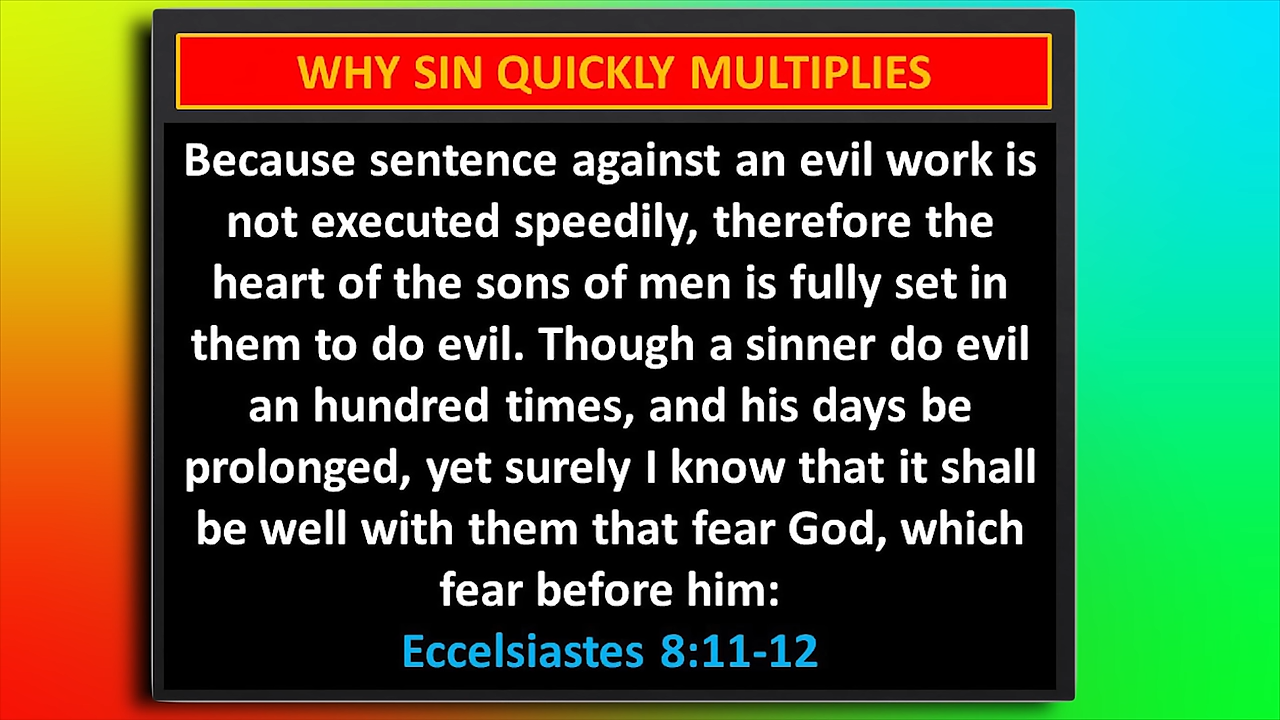 WHY SIN QUICKLY MULTIPLIES
Because sentence against an evil work is
not executed speedily, therefore the
heart of the sons of men is fully set in
them to do evil. Though a sinner do evil
an hundred times, and his days be
prolonged, yet surely I know that it shall
be well with them that fear God, which
fear before him:
Eccelsiastes 8:11-12